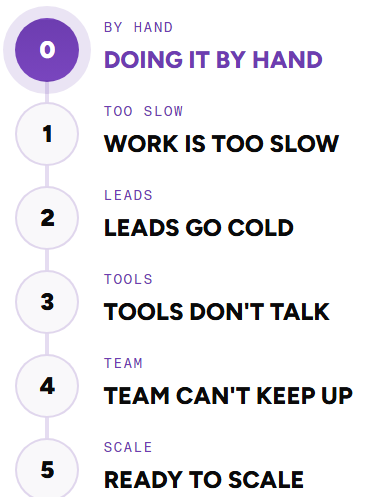 0
BY HAND
DOING IT BY HAND
1
TOO SLOW
WORK IS TOO SLOW
2
LEADS
LEADS GO COLD
3
TOOLS
TOOLS DON'T TALK
4
TEAM
TEAM CAN'T KEEP UP
5
SCALE
READY TO SCALE